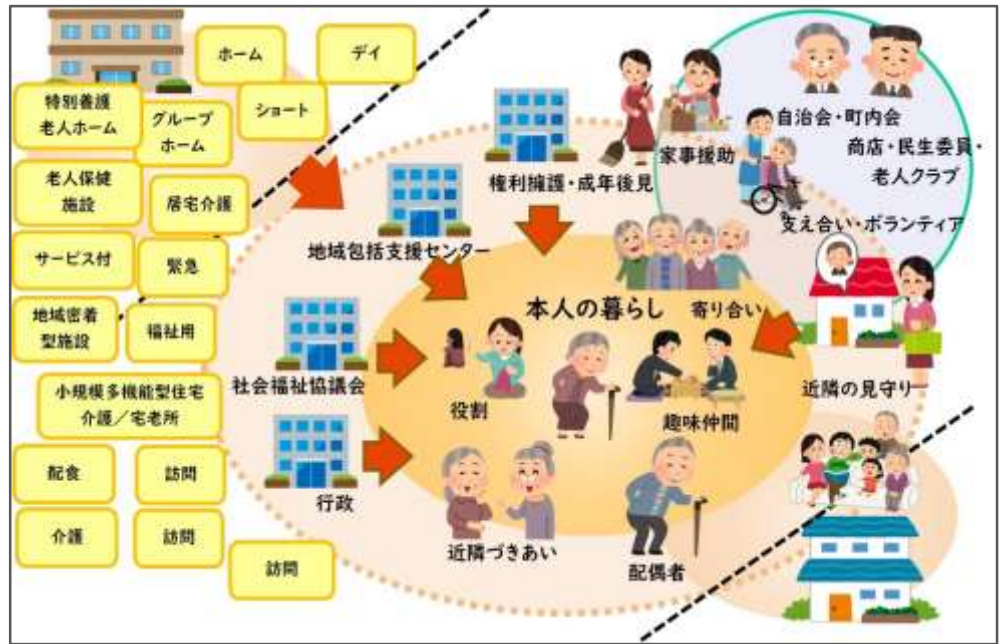 ホーム
デイ
特別養護
老人ホーム
グループ
ホーム
ショート
老人保健
施設
居宅介護
サービス付
緊急
地域密着
型施設
福祉用
小規模多機能型住宅
介護／宅老所
配食
訪問
介護
訪問
訪問
権利擁護・成年後見
地域包括支援センター
社会福祉協議会
行政
家事援助
自治会・町内会
商店・民生委員・
老人クラブ
支え合い・ボランティア
本人の暮らし
寄り合い
役割
趣味仲間
近隣の見守り
近隣づきあい
配偶者